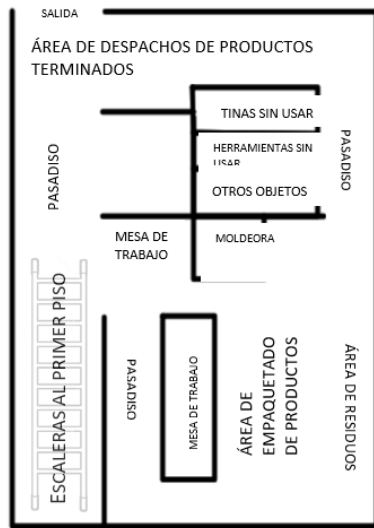 SALIDA
ÁREA DE DESPACHOS DE PRODUCTOS
TERMINADOS
TINAS SIN USAR
HERRAMIENTAS SIN
USAR
OTROS OBJETOS
PASADISO
PASADISO
MESA DE
TRABAJO
MOLDEORA
ESCALERAS AL PRIMER PISO
PASADISO
MESA DE TRABAJO
ÁREA DE
EMPAQUETADO
DE PRODUCTOS
ÁREA DE RESIDUOS